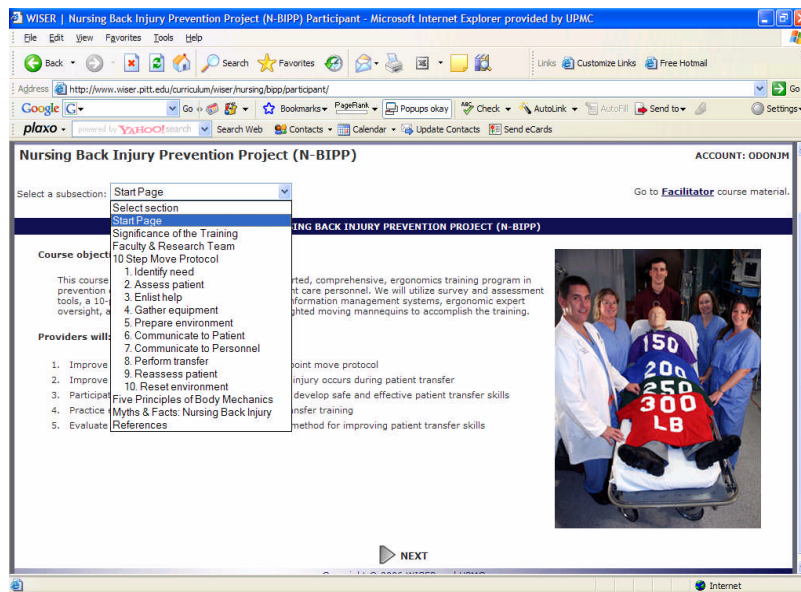 WISER | Nursing Back Injury Prevention Project (N-BIPP) Participant - Microsoft Internet Explorer provided by UPMC
File Edit View Favorites Tools Help
Back Search Favorites Links Customize Links Free Hotmail
Address http://www.wiser.pitt.edu/curriculum/wiser/nursing/bipp/participant/ Go
Google G Go Bookmarks PageRank Popups okay ABC Check AutoLink AutoFill Send to Settings
plaxo powered by YAHOO! search Search Web Contacts Calendar Update Contacts Send eCards
Nursing Back Injury Prevention Project (N-BIPP) ACCOUNT: ODONJM
Select a subsection: Start Page Go to Facilitator course material.
Select section
Start Page
Significance of the Training
Faculty & Research Team
10 Step Move Protocol
1. Identify need
2. Assess patient
3. Enlist help
4. Gather equipment
5. Prepare environment
6. Communicate to Patient
7. Communicate to Personnel
8. Perform transfer
9. Reassess patient
10. Reset environment
Five Principles of Body Mechanics
Myths & Facts: Nursing Back Injury
References
ING BACK INJURY PREVENTION PROJECT (N-BIPP)
Course objecti
This course rted, comprehensive, ergonomics training program in
prevention t care personnel. We will utilize survey and assessment
tools, a 10-p nformation management systems, ergonomic expert
oversight, a ghted moving mannequins to accomplish the training.
Providers will:
1. Improve point move protocol
2. Improve injury occurs during patient transfer
3. Participat develop safe and effective patient transfer skills
4. Practice nsfer training
5. Evaluate method for improving patient transfer skills
150
200
250
300
LB
NEXT
Internet